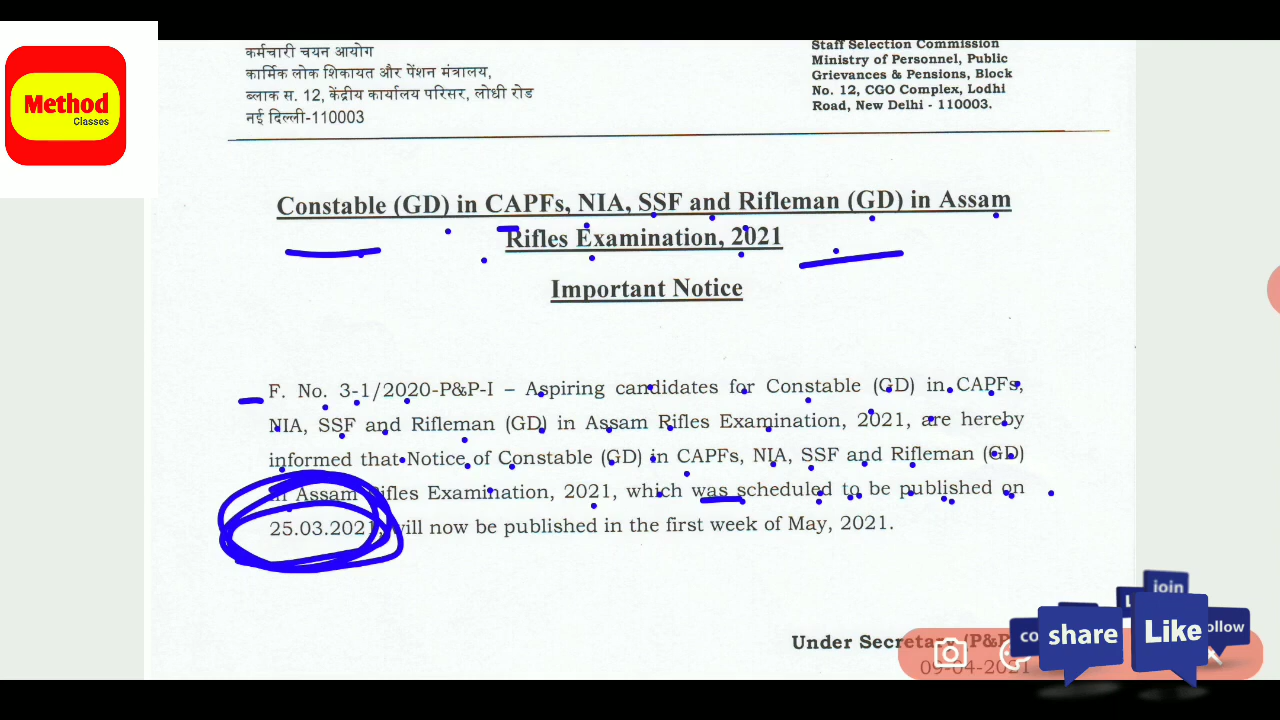 Method
Classes
कर्मचारी चयन आयोग
कार्मिक लोक शिकायत और पेंशन मंत्रालय,
ब्लाक स. 12, केंद्रीय कार्यालय परिसर, लोधी रोड
नई दिल्ली-110003
Staff Selection Commission
Ministry of Personnel, Public
Grievances & Pensions, Block
No. 12, CGO Complex, Lodhi
Road, New Delhi - 110003.
Constable (GD) in CAPFs, NIA, SSF and Rifleman (GD) in Assam
Rifles Examination, 2021
Important Notice
F. No. 3-1/2020-P&P-I – Aspiring candidates for Constable (GD) in CAPFs,
NIA, SSF and Rifleman (GD) in Assam Rifles Examination, 2021, are hereby
informed that Notice of Constable (GD) in CAPFs, NIA, SSF and Rifleman (GD)
in Assam Rifles Examination, 2021, which was scheduled to be published on
25.03.2021, will now be published in the first week of May, 2021.
Under Secretary (P&P
09-04-2021
join
share
Like